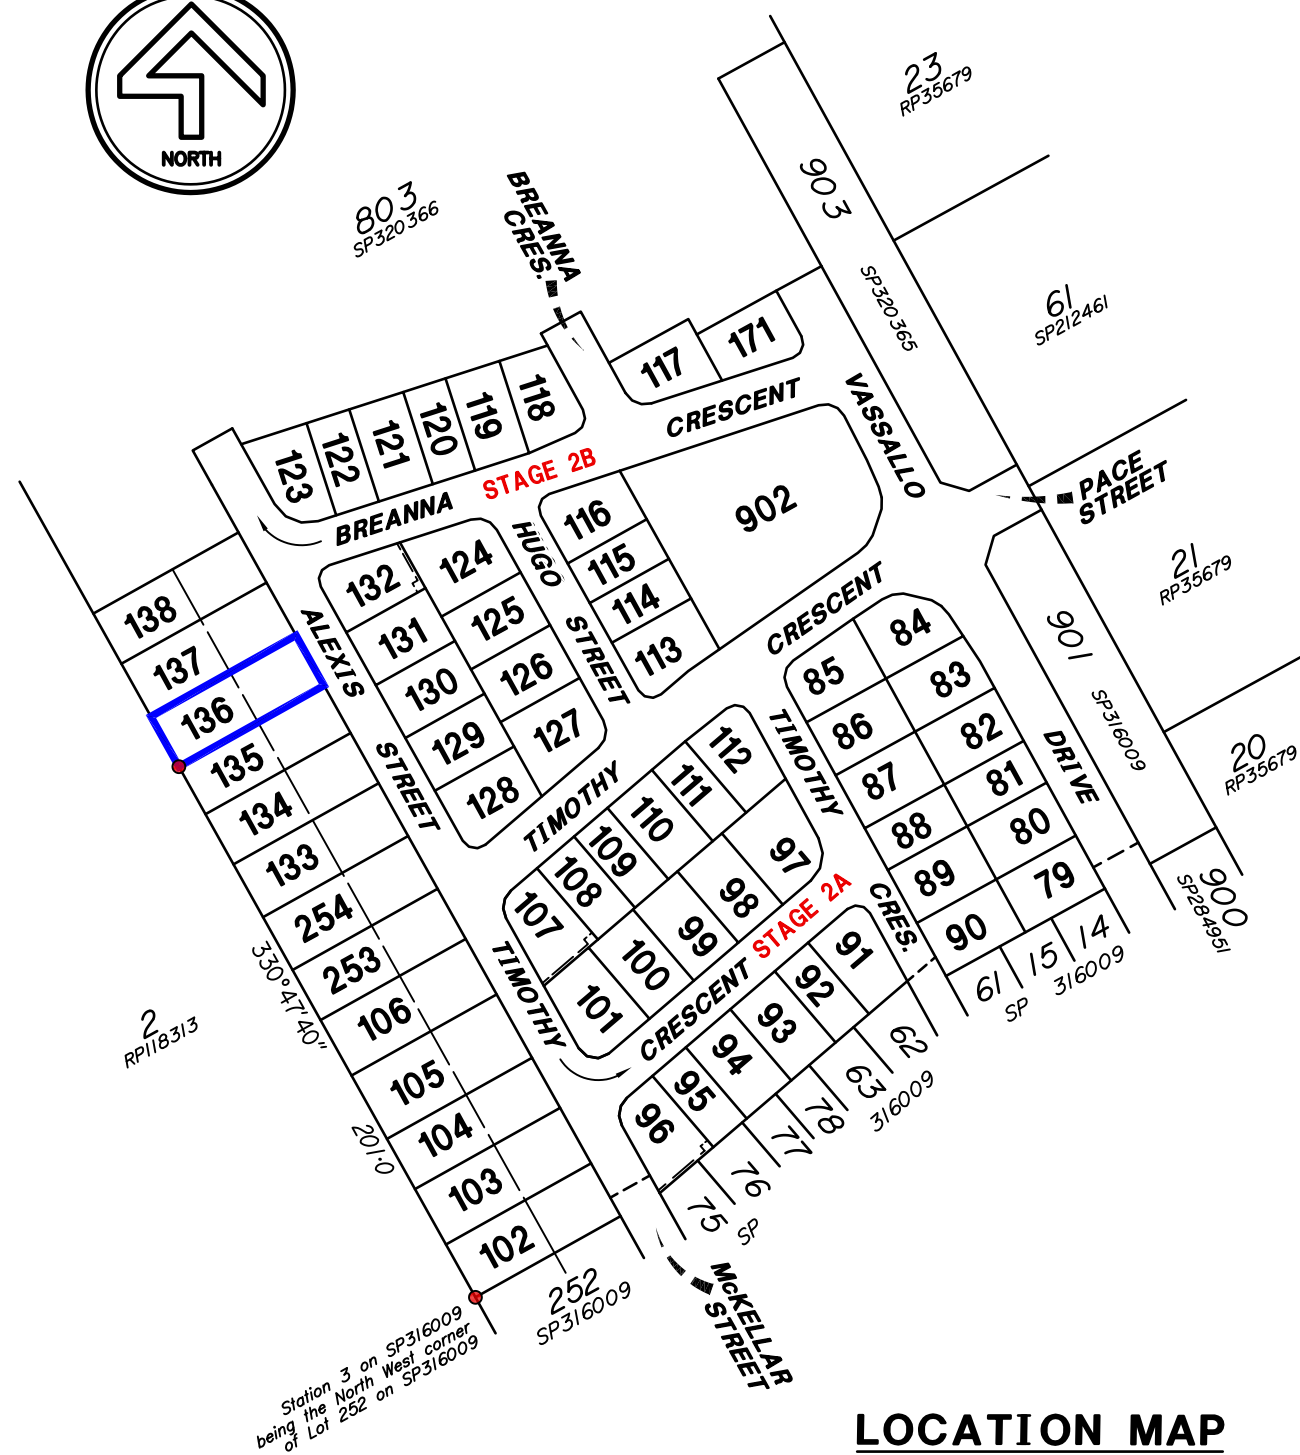 NORTH
23
RP35679
803
SP320366
BREANNA
CRES.
903
SP320365
61
SP212461
117
171
118
119
120
121
122
123
CRESCENT
VASSALLO
STAGE 2B
BREANNA
PACE
STREET
902
116
115
114
113
HUGO
STREET
124
132
131
125
130
126
129
127
128
21
RP35679
138
137
136
135
134
133
254
253
106
105
104
103
102
ALEXIS
STREET
CRESCENT
84
85
83
86
82
87
81
88
80
89
79
90
901
SP316009
DRIVE
20
RP35679
TIMOTHY
CRES.
TIMOTHY
112
111
110
109
108
107
97
98
99
100
101
STAGE 2A
CRESCENT
TIMOTHY
91
92
93
94
95
96
900
SP284951
14
15
61
SP 316009
62
63
78
77
76
75
SP 316009
330°47'40"
201·0
2
RP118313
252
SP316009
McKELLAR
STREET
Station 3 on SP316009
being the North West corner
of Lot 252 on SP316009
LOCATION MAP